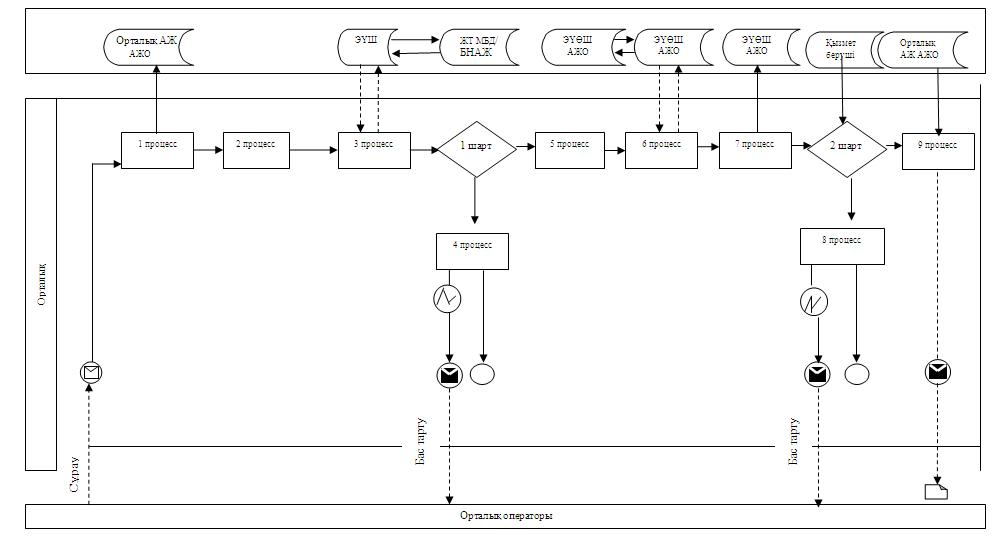 Орталық АЖ
АЖО
ЭҮШ
ЖТ МБД/
БНАЖ
ЭҮӨШ
АЖО
ЭҮӨШ
АЖО
ЭҮӨШ
АЖО
Қызмет
беруші
Орталық
АЖ АЖО
1 процесс
2 процесс
3 процесс
1 шарт
5 процесс
6 процесс
7 процесс
2 шарт
9 процесс
4 процесс
8 процесс
Орталық
Сұрау
Бас тарту
Бас тарту
Орталық операторы